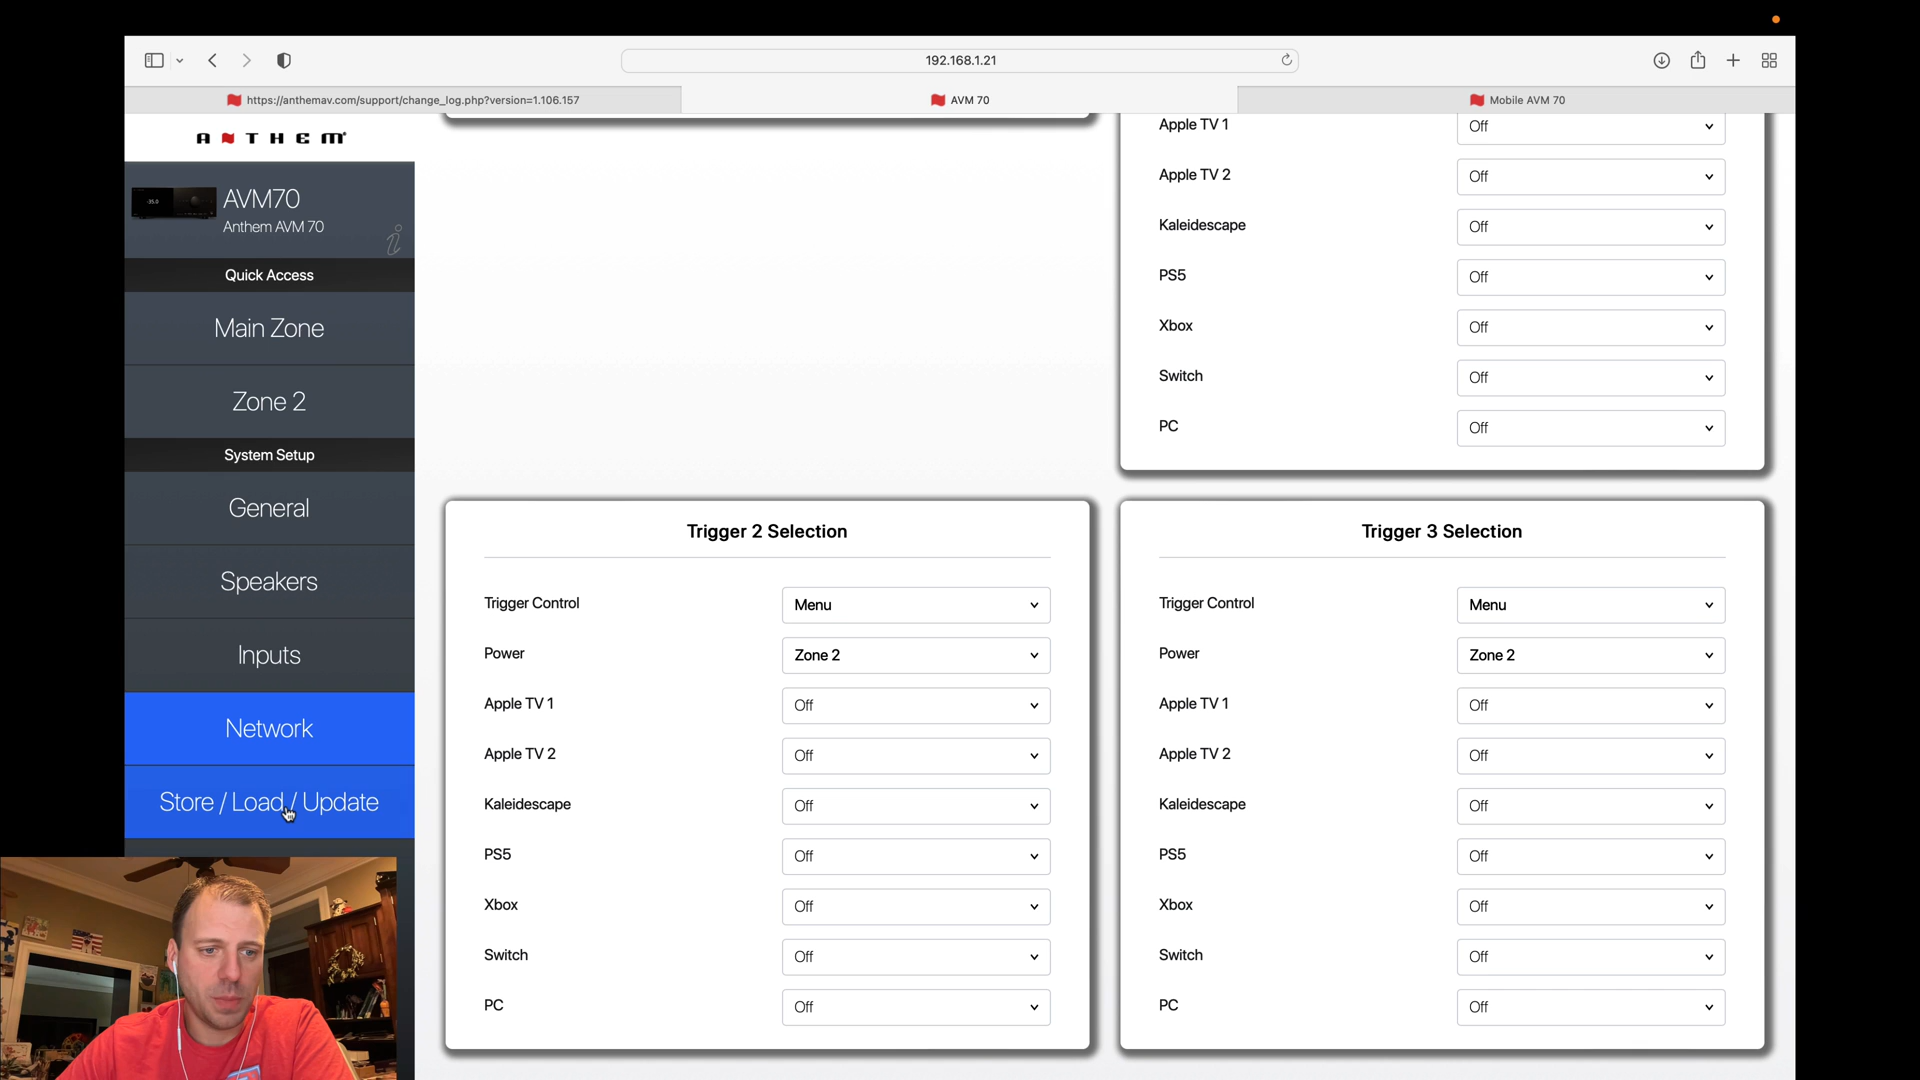 192.168.1.21
https://anthemav.com/support/change_log.php?version=1.106.157
AVM 70
Mobile AVM 70
ANTHEM
-35.0
AVM70
Anthem AVM 70
i
Quick Access
Main Zone
Zone 2
System Setup
General
Speakers
Inputs
Network
Store / Load / Update
Apple TV 1 Off
Apple TV 2 Off
Kaleidescape Off
PS5 Off
Xbox Off
Switch Off
PC Off
Trigger 2 Selection
Trigger Control Menu
Power Zone 2
Apple TV 1 Off
Apple TV 2 Off
Kaleidescape Off
PS5 Off
Xbox Off
Switch Off
PC Off
Trigger 3 Selection
Trigger Control Menu
Power Zone 2
Apple TV 1 Off
Apple TV 2 Off
Kaleidescape Off
PS5 Off
Xbox Off
Switch Off
PC Off